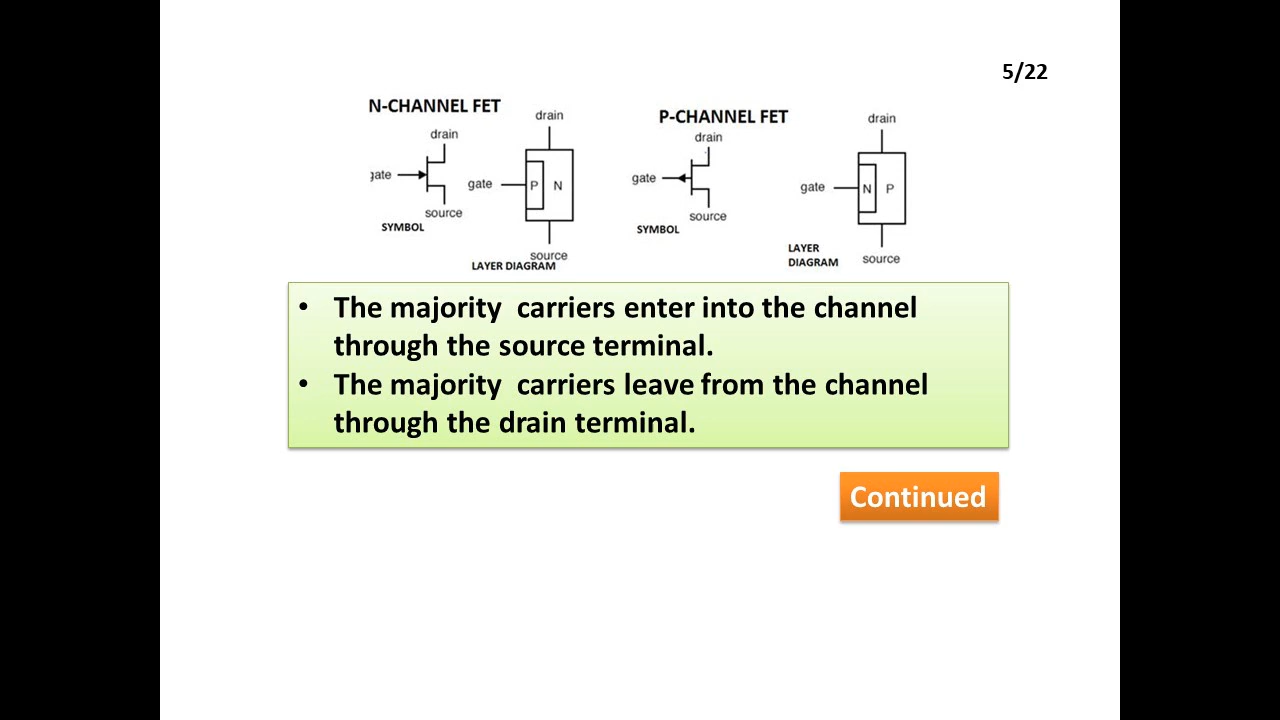 5/22
N-CHANNEL FET
drain
gate
source
SYMBOL
drain
gate
P N
source
LAYER DIAGRAM
P-CHANNEL FET
drain
gate
source
SYMBOL
drain
gate
N P
source
LAYER
DIAGRAM
• The majority carriers enter into the channel
through the source terminal.
• The majority carriers leave from the channel
through the drain terminal.
Continued